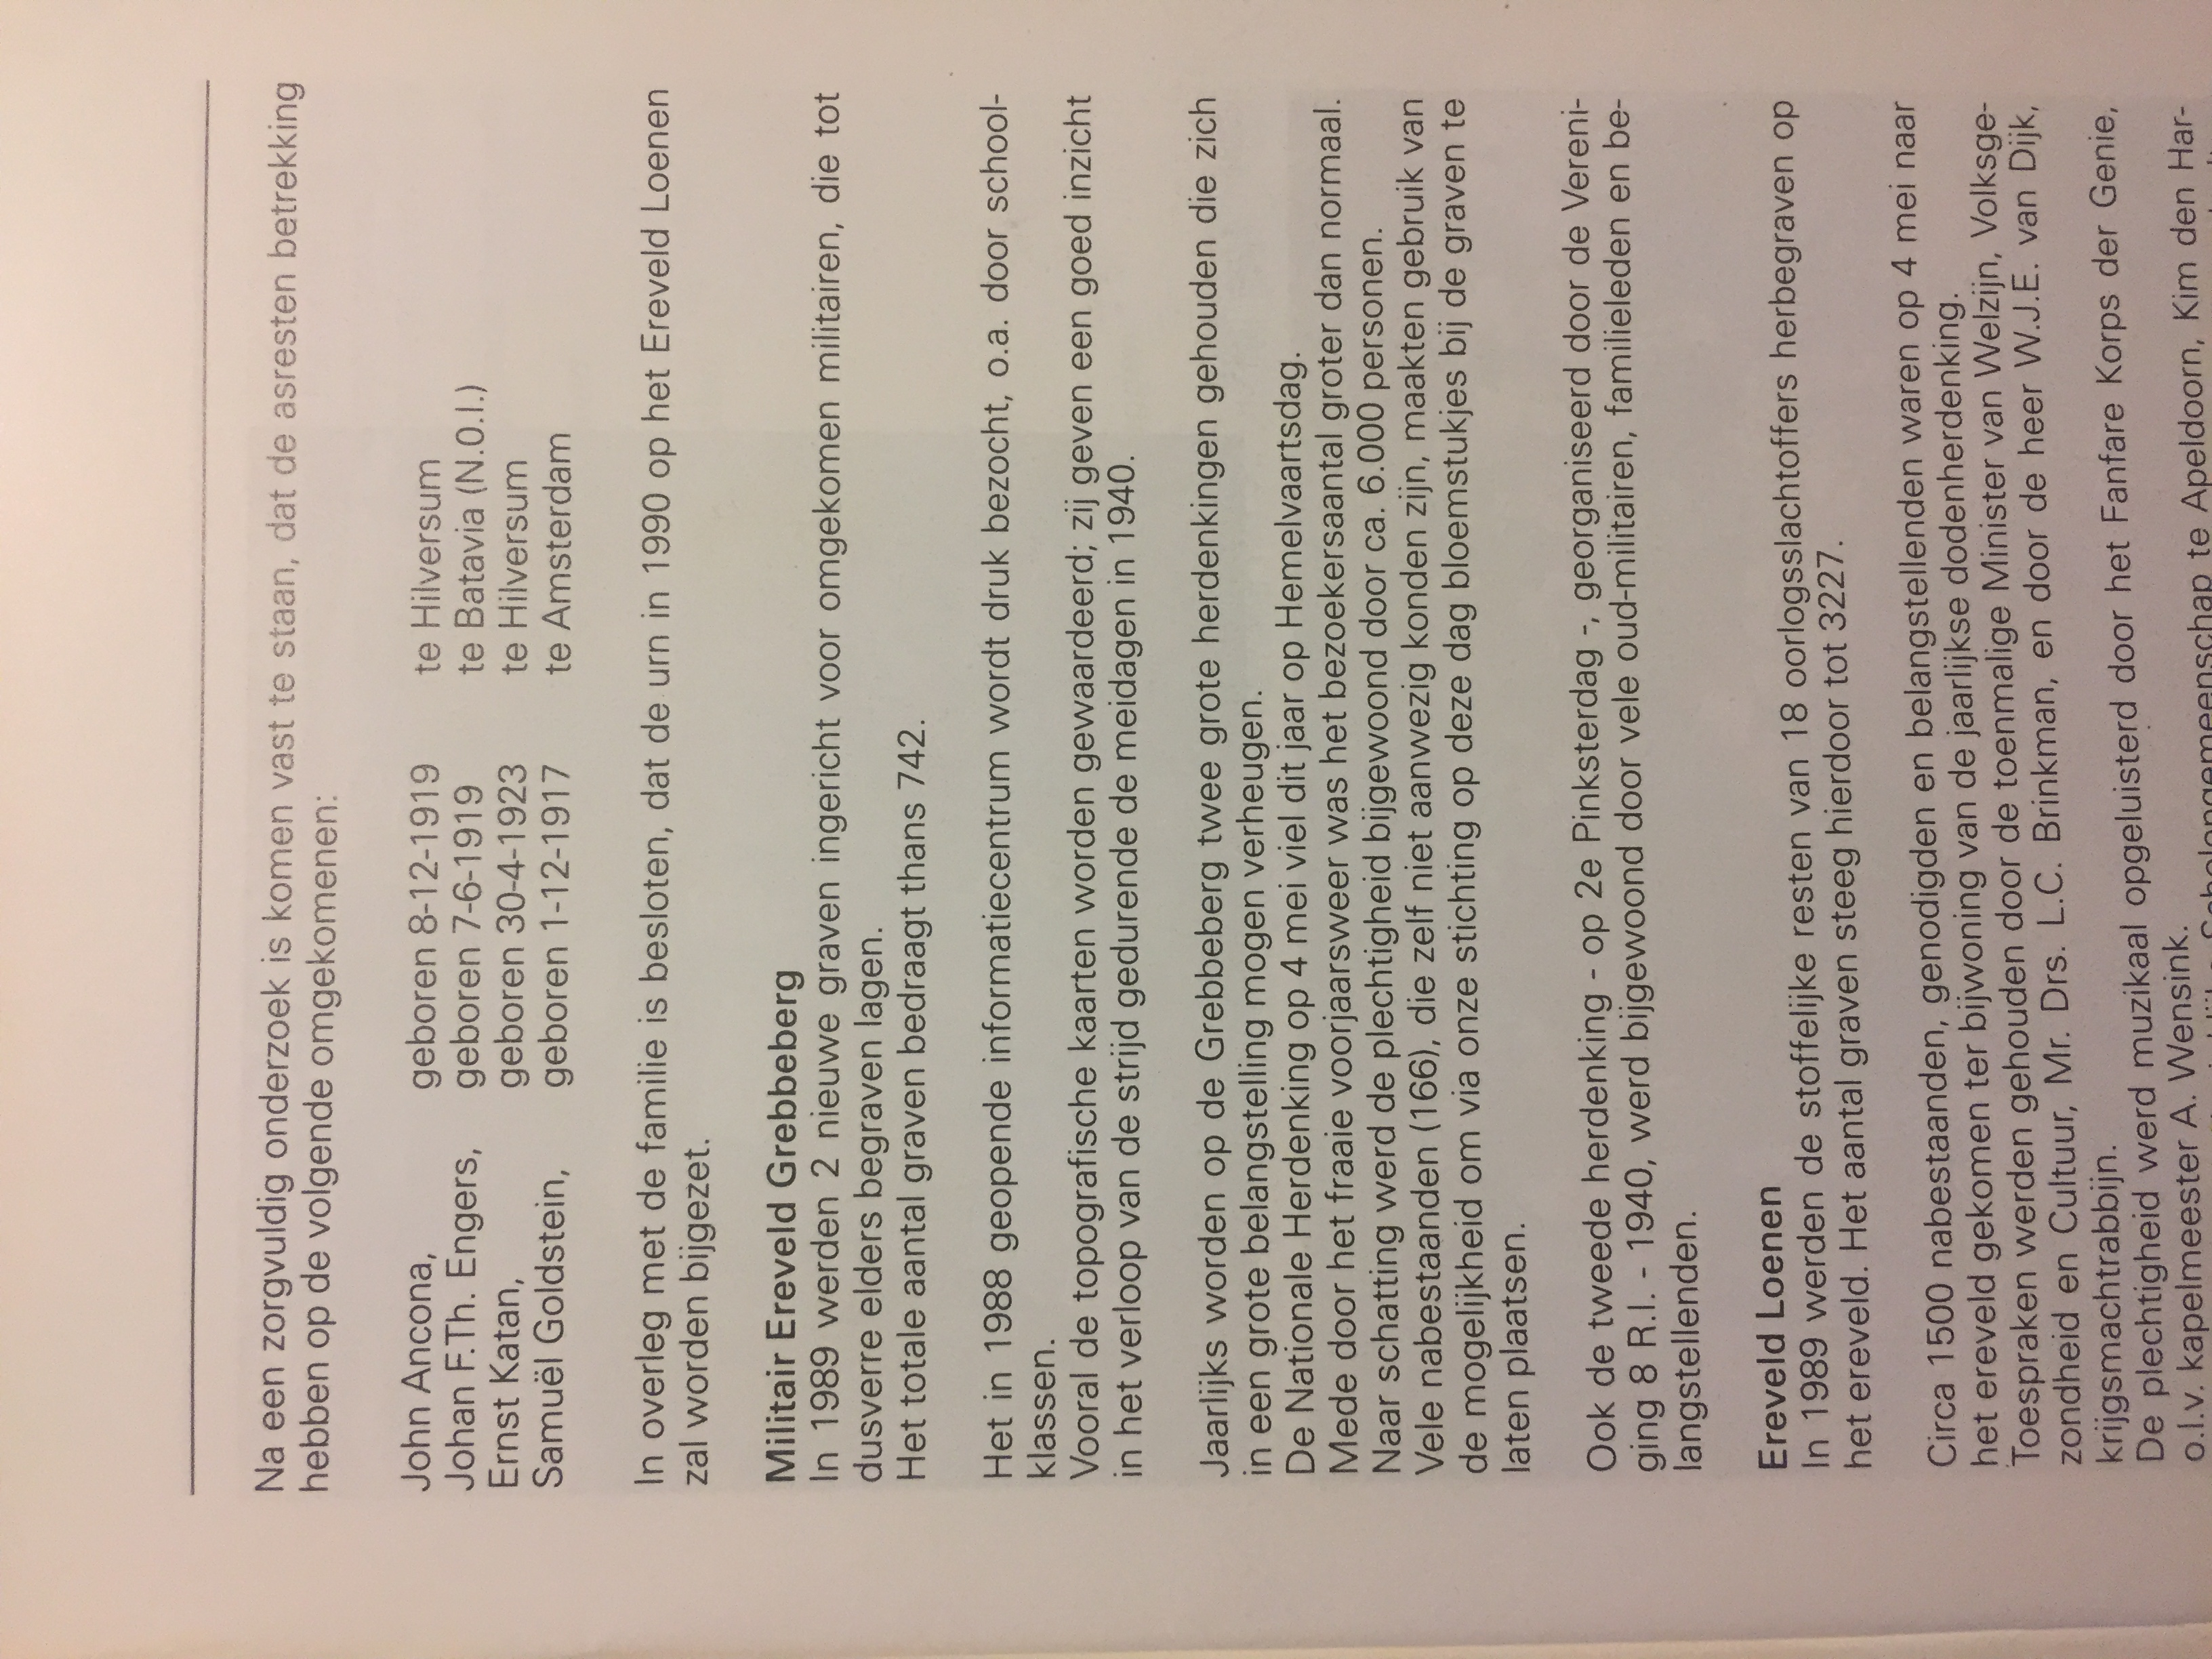 Na een zorgvuldig onderzoek is komen vast te staan, dat de asresten betrekking
hebben op de volgende omgekomenen:
John Ancona, geboren 8-12-1919 te Hilversum
Johan F.Th. Engers, geboren 7-6-1919 te Batavia (N.O.I.)
Ernst Katan, geboren 30-4-1923 te Hilversum
Samuël Goldstein, geboren 1-12-1917 te Amsterdam
In overleg met de familie is besloten, dat de urn in 1990 op het Ereveld Loenen
zal worden bijgezet.
Militair Ereveld Grebbeberg
In 1989 werden 2 nieuwe graven ingericht voor omgekomen militairen, die tot
dusverre elders begraven lagen.
Het totale aantal graven bedraagt thans 742.
Het in 1988 geopende informatiecentrum wordt druk bezocht, o.a. door school-
klassen.
Vooral de topografische kaarten worden gewaardeerd; zij geven een goed inzicht
in het verloop van de strijd gedurende de meidagen in 1940.
Jaarlijks worden op de Grebbeberg twee grote herdenkingen gehouden die zich
in een grote belangstelling mogen verheugen.
De Nationale Herdenking op 4 mei viel dit jaar op Hemelvaartsdag.
Mede door het fraaie voorjaarsweer was het bezoekersaantal groter dan normaal.
Naar schatting werd de plechtigheid bijgewoond door ca. 6.000 personen.
Vele nabestaanden (166), die zelf niet aanwezig konden zijn, maakten gebruik van
de mogelijkheid om via onze stichting op deze dag bloemstukjes bij de graven te
laten plaatsen.
Ook de tweede herdenking - op 2e Pinksterdag -, georganiseerd door de Vereni-
ging 8 R.I. - 1940, werd bijgewoond door vele oud-militairen, familieleden en be-
langstellenden.
Ereveld Loenen
In 1989 werden de stoffelijke resten van 18 oorlogsslachtoffers herbegraven op
het ereveld. Het aantal graven steeg hierdoor tot 3227.
Circa 1500 nabestaanden, genodigden en belangstellenden waren op 4 mei naar
het ereveld gekomen ter bijwoning van de jaarlijkse dodenherdenking.
Toespraken werden gehouden door de toenmalige Minister van Welzijn, Volksge-
zondheid en Cultuur, Mr. Drs. L.C. Brinkman, en door de heer W.J.E. van Dijk,
krijgsmachtrabbijn.
De plechtigheid werd muzikaal opgeluisterd door het Fanfare Korps der Genie,
o.l.v. kapelmeester A. Wensink.
Scholengemeenschap te Apeldoorn, Kim den Har-